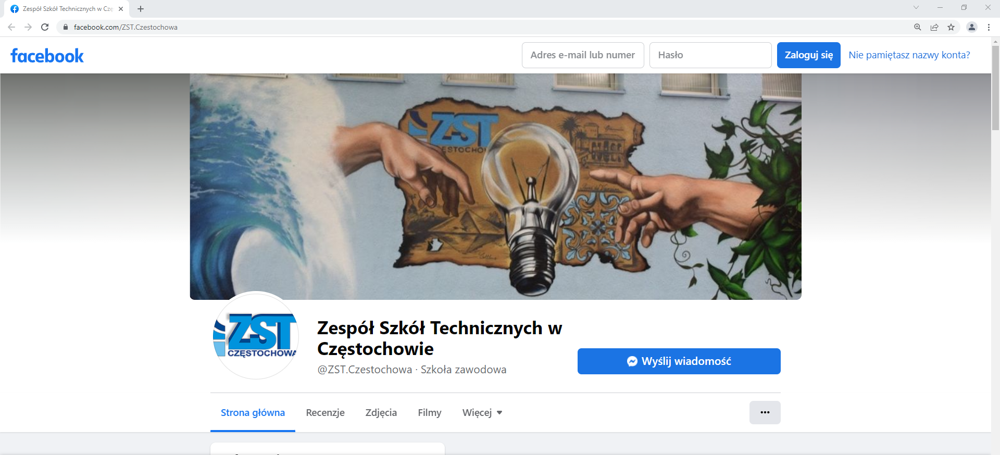 Zespół Szkół Technicznych w Czę
facebook.com/ZST.Czestochowa
facebook
Adres e-mail lub numer
Hasło
Zaloguj się
Nie pamiętasz nazwy konta?
ZST
ZST
CZĘSTOCHOWA
Zespół Szkół Technicznych w
Częstochowie
@ZST.Czestochowa · Szkoła zawodowa
Wyślij wiadomość
Strona główna
Recenzje
Zdjęcia
Filmy
Więcej